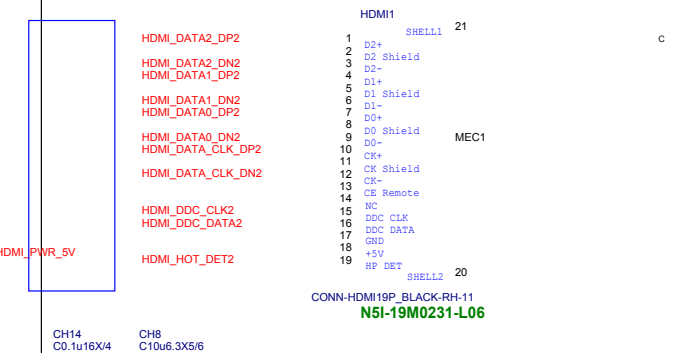 HDMI1
SHELL1 21
HDMI_DATA2_DP2 1 D2+ C
2 D2 Shield
HDMI_DATA2_DN2 3 D2-
HDMI_DATA1_DP2 4 D1+
5 D1 Shield
HDMI_DATA1_DN2 6 D1-
HDMI_DATA0_DP2 7 D0+
8 D0 Shield
HDMI_DATA0_DN2 9 D0- MEC1
HDMI_DATA_CLK_DP2 10 CK+
11 CK Shield
HDMI_DATA_CLK_DN2 12 CK-
13 CE Remote
14 NC
HDMI_DDC_CLK2 15 DDC CLK
HDMI_DDC_DATA2 16 DDC DATA
17 GND
HDMI_PWR_5V 18 +5V
HDMI_HOT_DET2 19 HP DET
SHELL2 20
CONN-HDMI19P_BLACK-RH-11
N5I-19M0231-L06
CH14 CH8
C0.1u16X/4 C10u6.3X5/6